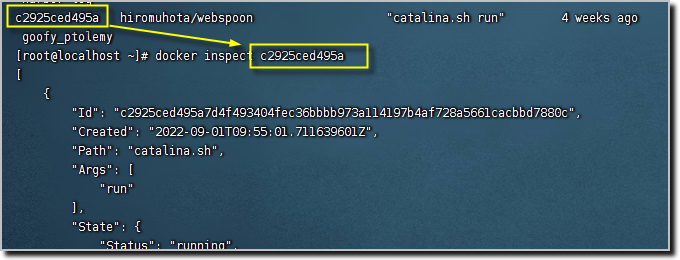 c2925ced495a hiromuhota/webspoon "catalina.sh run" 4 weeks ago
goofy_ptolemy
[root@localhost ~]# docker inspect c2925ced495a
[
{
"Id": "c2925ced495a7d4f493404fec36bbbb973a114197b4af728a5661cacbbd7880c",
"Created": "2022-09-01T09:55:01.711639601Z",
"Path": "catalina.sh",
"Args": [
"run"
],
"State": {
"Status": "running",